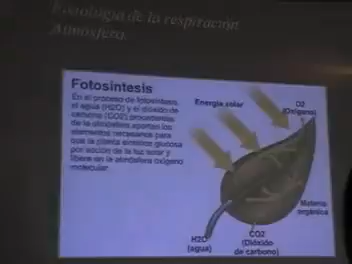 Fisiología de la respiración
Atmosfera.
Fotosintesis
En el proceso de fotosíntesis,
el agua (H2O) y el dióxido de
carbono (CO2) procedentes
de la atmósfera aportan los
elementos necesarios para
que la planta sintetice glucosa
por acción de la luz solar y
libere en la atmósfera oxígeno
molecular
Energía solar
O2
(Oxígeno)
Materia
orgánica
H2O
(agua)
CO2
(Dióxido
de carbono)